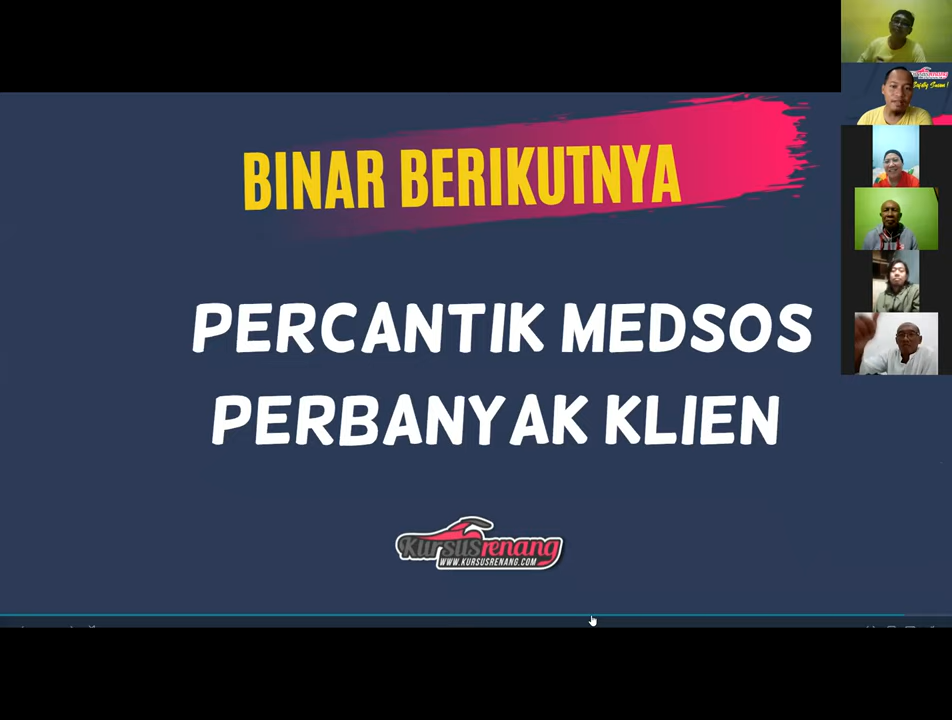 BINAR BERIKUTNYA
PERCANTIK MEDSOS
PERBANYAK KLIEN
Kursusrenang
WWW.KURSUSRENANG.COM